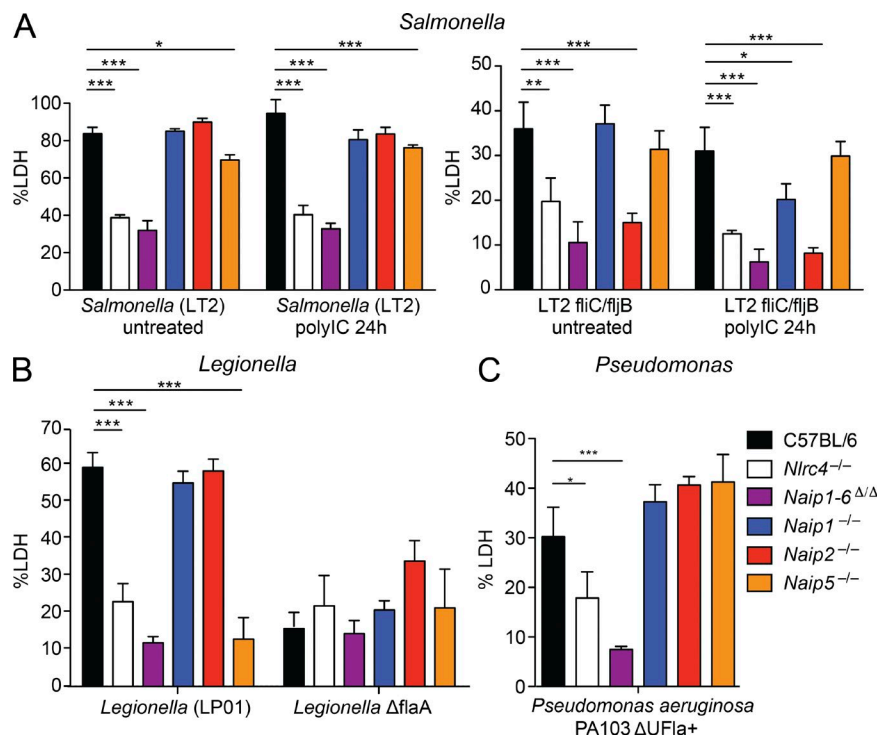 A
Salmonella
*
***
***
***
***
***
%LDH
100
80
60
40
20
0
Salmonella (LT2)
untreated
Salmonella (LT2)
polyIC 24h
***
***
**
***
*
***
***
%LDH
50
40
30
20
10
0
LT2 fliC/fljB
untreated
LT2 fliC/fljB
polyIC 24h
B
Legionella
***
***
***
%LDH
70
60
50
40
30
20
10
0
Legionella (LP01)
Legionella ΔflaA
C
Pseudomonas
***
*
% LDH
50
40
30
20
10
0
Pseudomonas aeruginosa
PA103 ΔUFla+
C57BL/6
Nlrc4−/−
Naip1-6 Δ/Δ
Naip1−/−
Naip2−/−
Naip5−/−